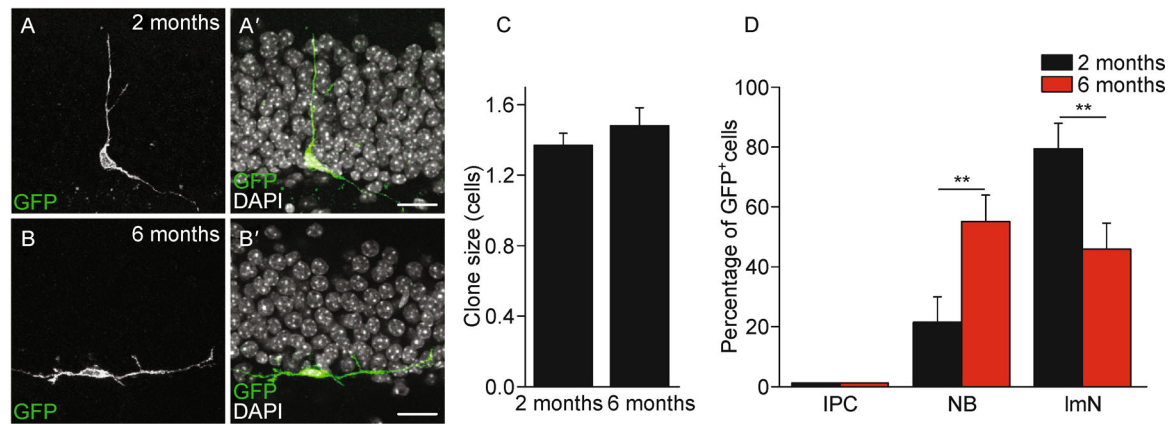 A
2 months
GFP
A′
GFP
DAPI
B
6 months
GFP
B′
GFP
DAPI
C
Clone size (cells)
1.6
1.2
0.8
0.4
0.0
2 months
6 months
D
2 months
6 months
Percentage of GFP⁺cells
100
80
60
40
20
0
**
**
IPC
NB
ImN